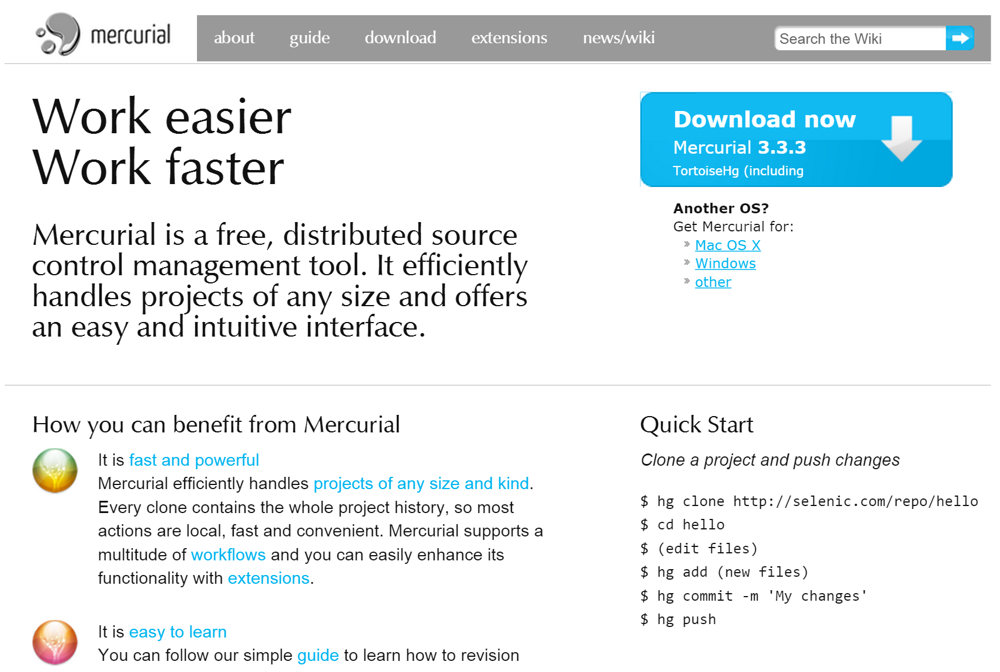 mercurial
about guide download extensions news/wiki
Search the Wiki
Work easier
Work faster
Mercurial is a free, distributed source
control management tool. It efficiently
handles projects of any size and offers
an easy and intuitive interface.
Download now
Mercurial 3.3.3
TortoiseHg (including
Another OS?
Get Mercurial for:
» Mac OS X
» Windows
» other
How you can benefit from Mercurial
It is fast and powerful
Mercurial efficiently handles projects of any size and kind.
Every clone contains the whole project history, so most
actions are local, fast and convenient. Mercurial supports a
multitude of workflows and you can easily enhance its
functionality with extensions.
It is easy to learn
You can follow our simple guide to learn how to revision
Quick Start
Clone a project and push changes
$ hg clone http://selenic.com/repo/hello
$ cd hello
$ (edit files)
$ hg add (new files)
$ hg commit -m 'My changes'
$ hg push